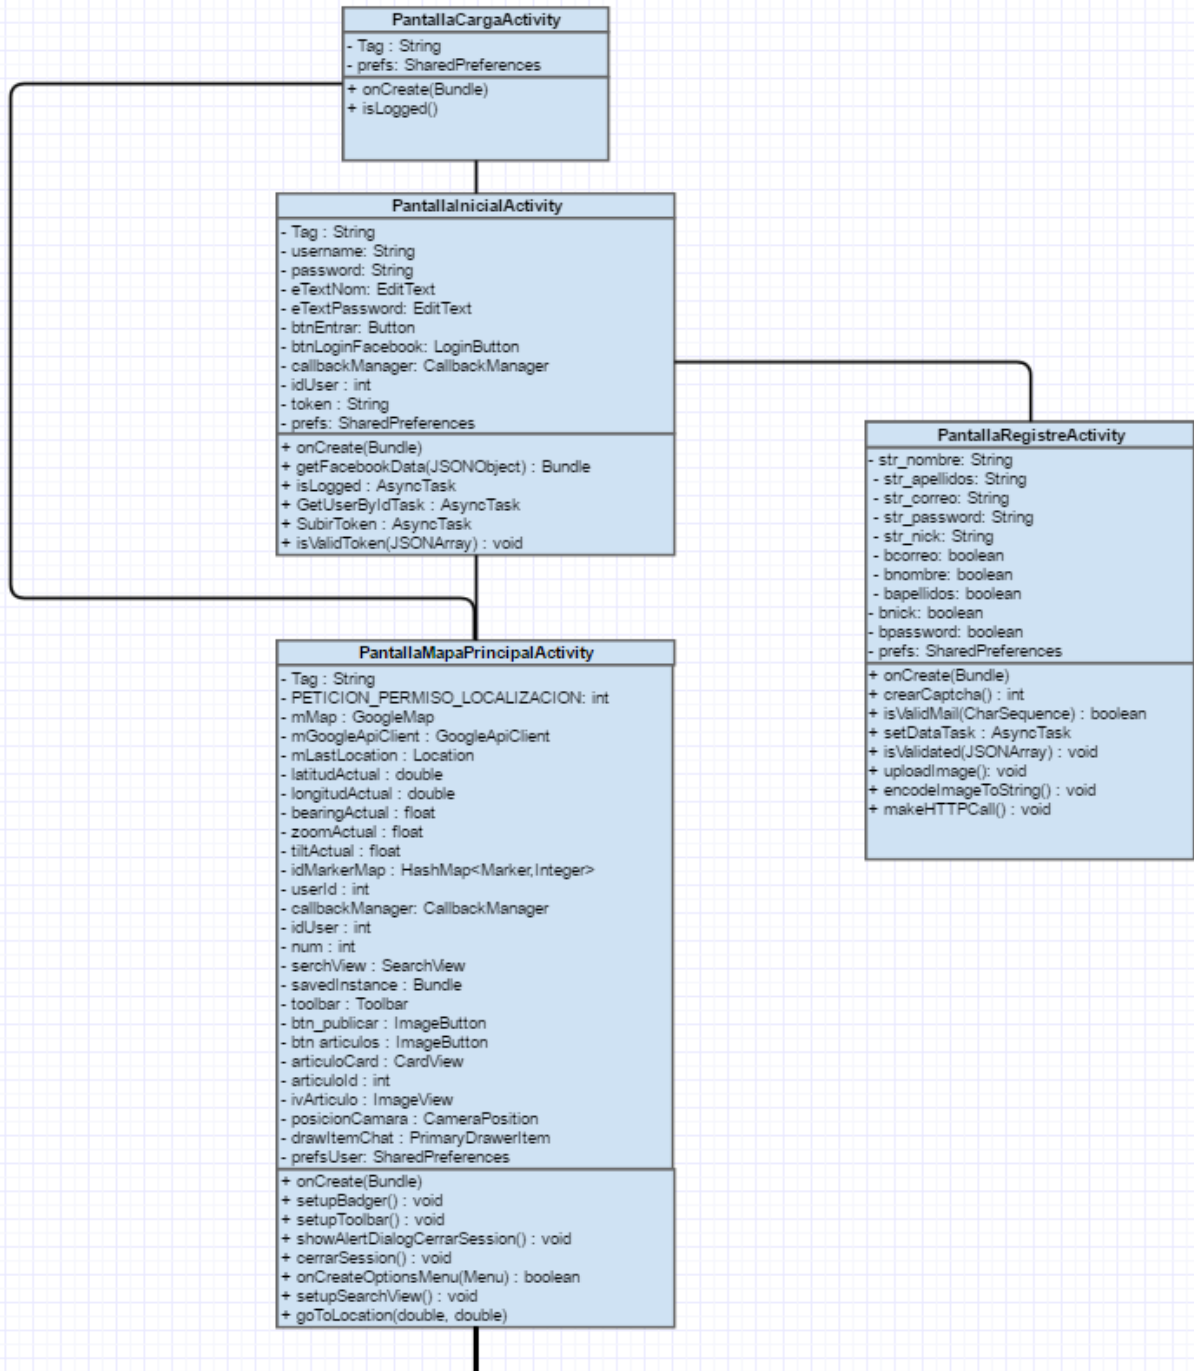 PantallaCargaActivity
- Tag : String
- prefs: SharedPreferences
+ onCreate(Bundle)
+ isLogged()
PantallaInicialActivity
- Tag : String
- username: String
- password: String
- eTextNom: EditText
- eTextPassword: EditText
- btnEntrar: Button
- btnLoginFacebook: LoginButton
- callbackManager: CallbackManager
- idUser : int
- token : String
- prefs: SharedPreferences
+ onCreate(Bundle)
+ getFacebookData(JSONObject) : Bundle
+ isLogged : AsyncTask
+ GetUserByIdTask : AsyncTask
+ SubirToken : AsyncTask
+ isValidToken(JSONArray) : void
PantallaRegistreActivity
- str_nombre: String
- str_apellidos: String
- str_correo: String
- str_password: String
- str_nick: String
- bcorreo: boolean
- bnombre: boolean
- bapellidos: boolean
- bnick: boolean
- bpassword: boolean
- prefs: SharedPreferences
+ onCreate(Bundle)
+ crearCaptcha() : int
+ isValidMail(CharSequence) : boolean
+ setDataTask : AsyncTask
+ isValidated(JSONArray) : void
+ uploadImage(): void
+ encodeImageToString() : void
+ makeHTTPCall() : void
PantallaMapaPrincipalActivity
- Tag : String
- PETICION_PERMISO_LOCALIZACION: int
- mMap : GoogleMap
- mGoogleApiClient : GoogleApiClient
- mLastLocation : Location
- latitudActual : double
- longitudActual : double
- bearingActual : float
- zoomActual : float
- tiltActual : float
- idMarkerMap : HashMap<Marker,Integer>
- userId : int
- callbackManager: CallbackManager
- idUser : int
- num : int
- serchView : SearchView
- savedInstance : Bundle
- toolbar : Toolbar
- btn_publicar : ImageButton
- btn articulos : ImageButton
- articuloCard : CardView
- articuloId : int
- ivArticulo : ImageView
- posicionCamara : CameraPosition
- drawItemChat : PrimaryDrawerItem
- prefsUser: SharedPreferences
+ onCreate(Bundle)
+ setupBadger() : void
+ setupToolbar() : void
+ showAlertDialogCerrarSession() : void
+ cerrarSession() : void
+ onCreateOptionsMenu(Menu) : boolean
+ setupSearchView() : void
+ goToLocation(double, double)